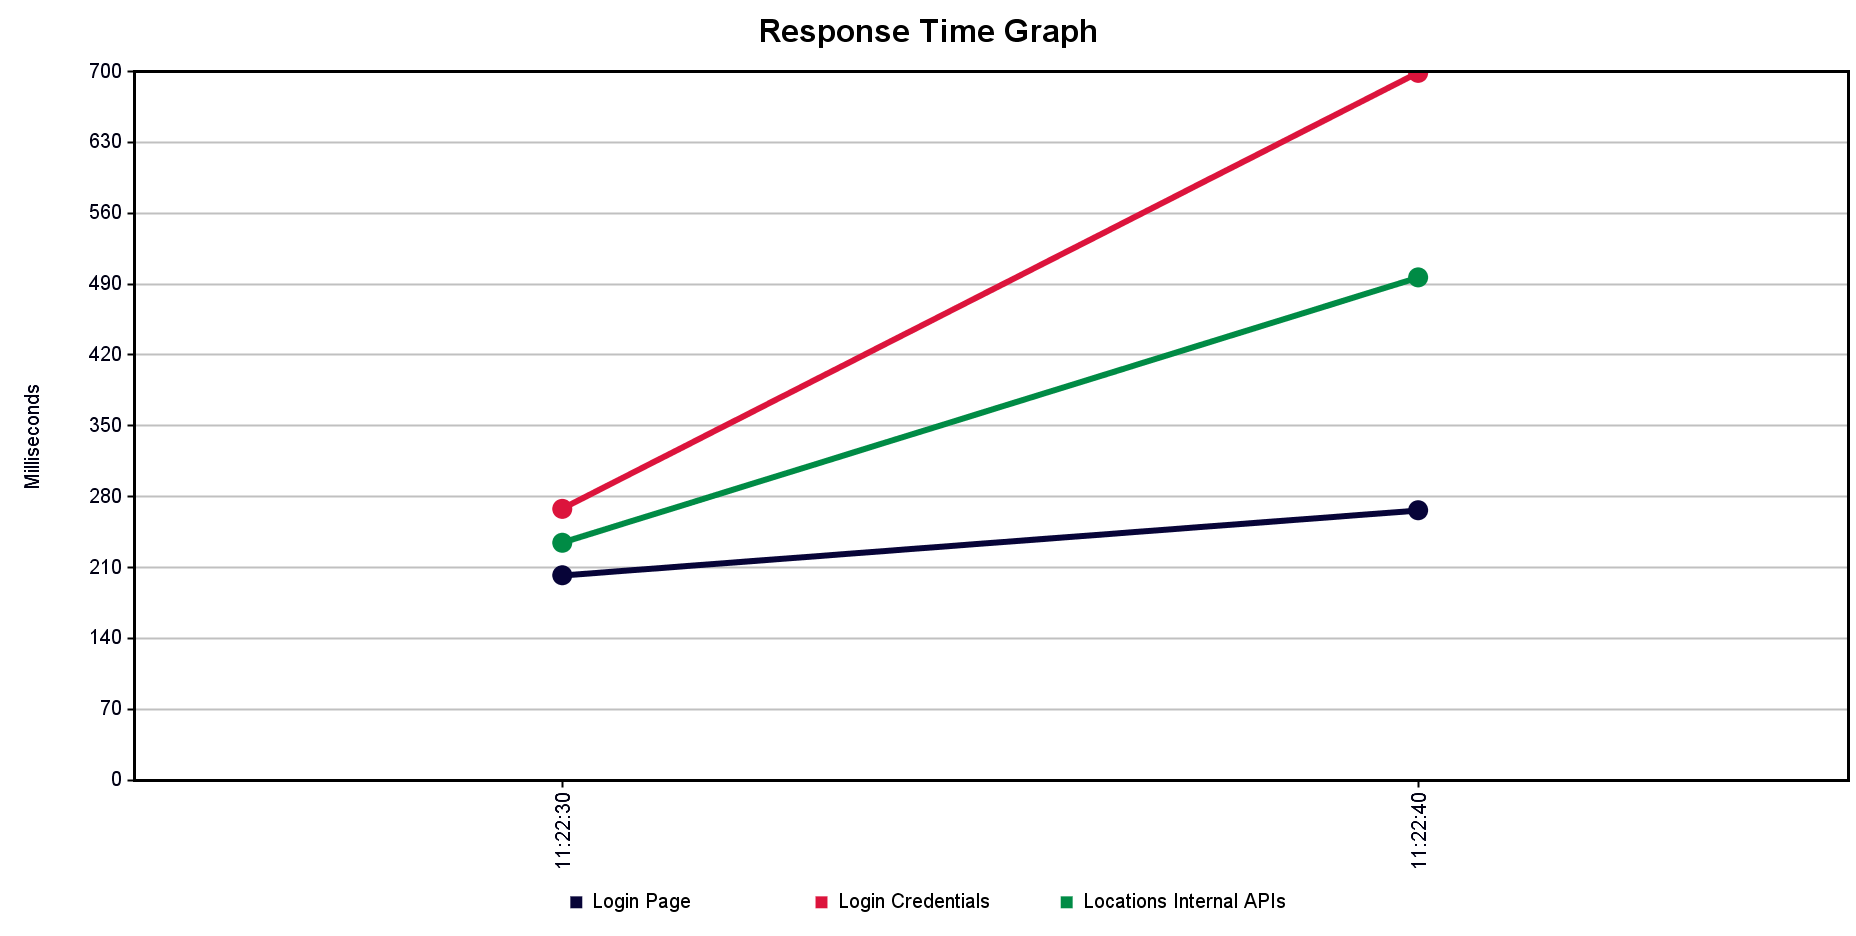 Response Time Graph
700
630
560
490
420
350
280
210
140
70
0
Milliseconds
11:22:30
11:22:40
Login Page
Login Credentials
Locations Internal APIs